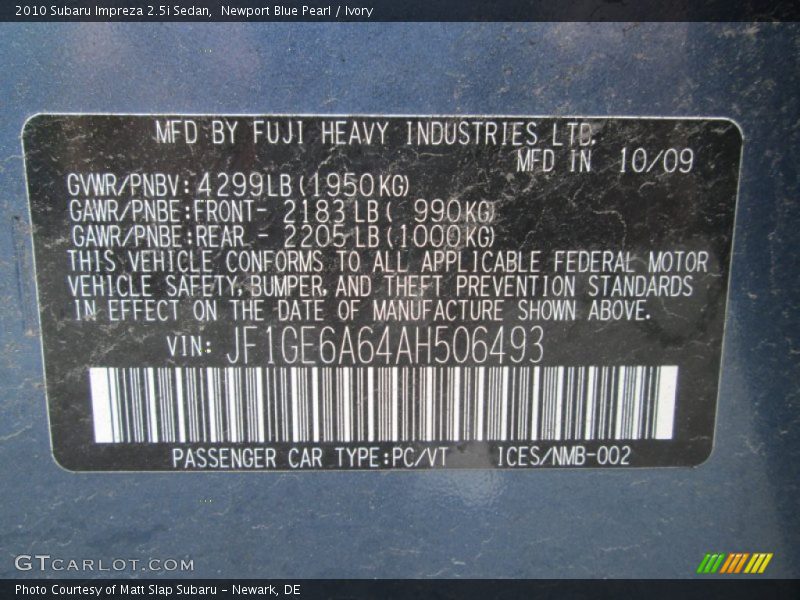 2010 Subaru Impreza 2.5i Sedan,  Newport Blue Pearl / Ivory
MFD BY FUJI HEAVY INDUSTRIES LTD.
MFD IN 10/09
GVWR/PNBV:4299LB(1950KG)
GAWR/PNBE:FRONT- 2183LB( 990KG)
GAWR/PNBE:REAR - 2205LB(1000KG)
THIS VEHICLE CONFORMS TO ALL APPLICABLE FEDERAL MOTOR
VEHICLE SAFETY,BUMPER,AND THEFT PREVENTION STANDARDS
IN EFFECT ON THE DATE OF MANUFACTURE SHOWN ABOVE.
VIN: JF1GE6A64AH506493
PASSENGER CAR TYPE:PC/VT ICES/NMB-002
GTCARLOT.COM
Photo Courtesy of Matt Slap Subaru - Newark, DE